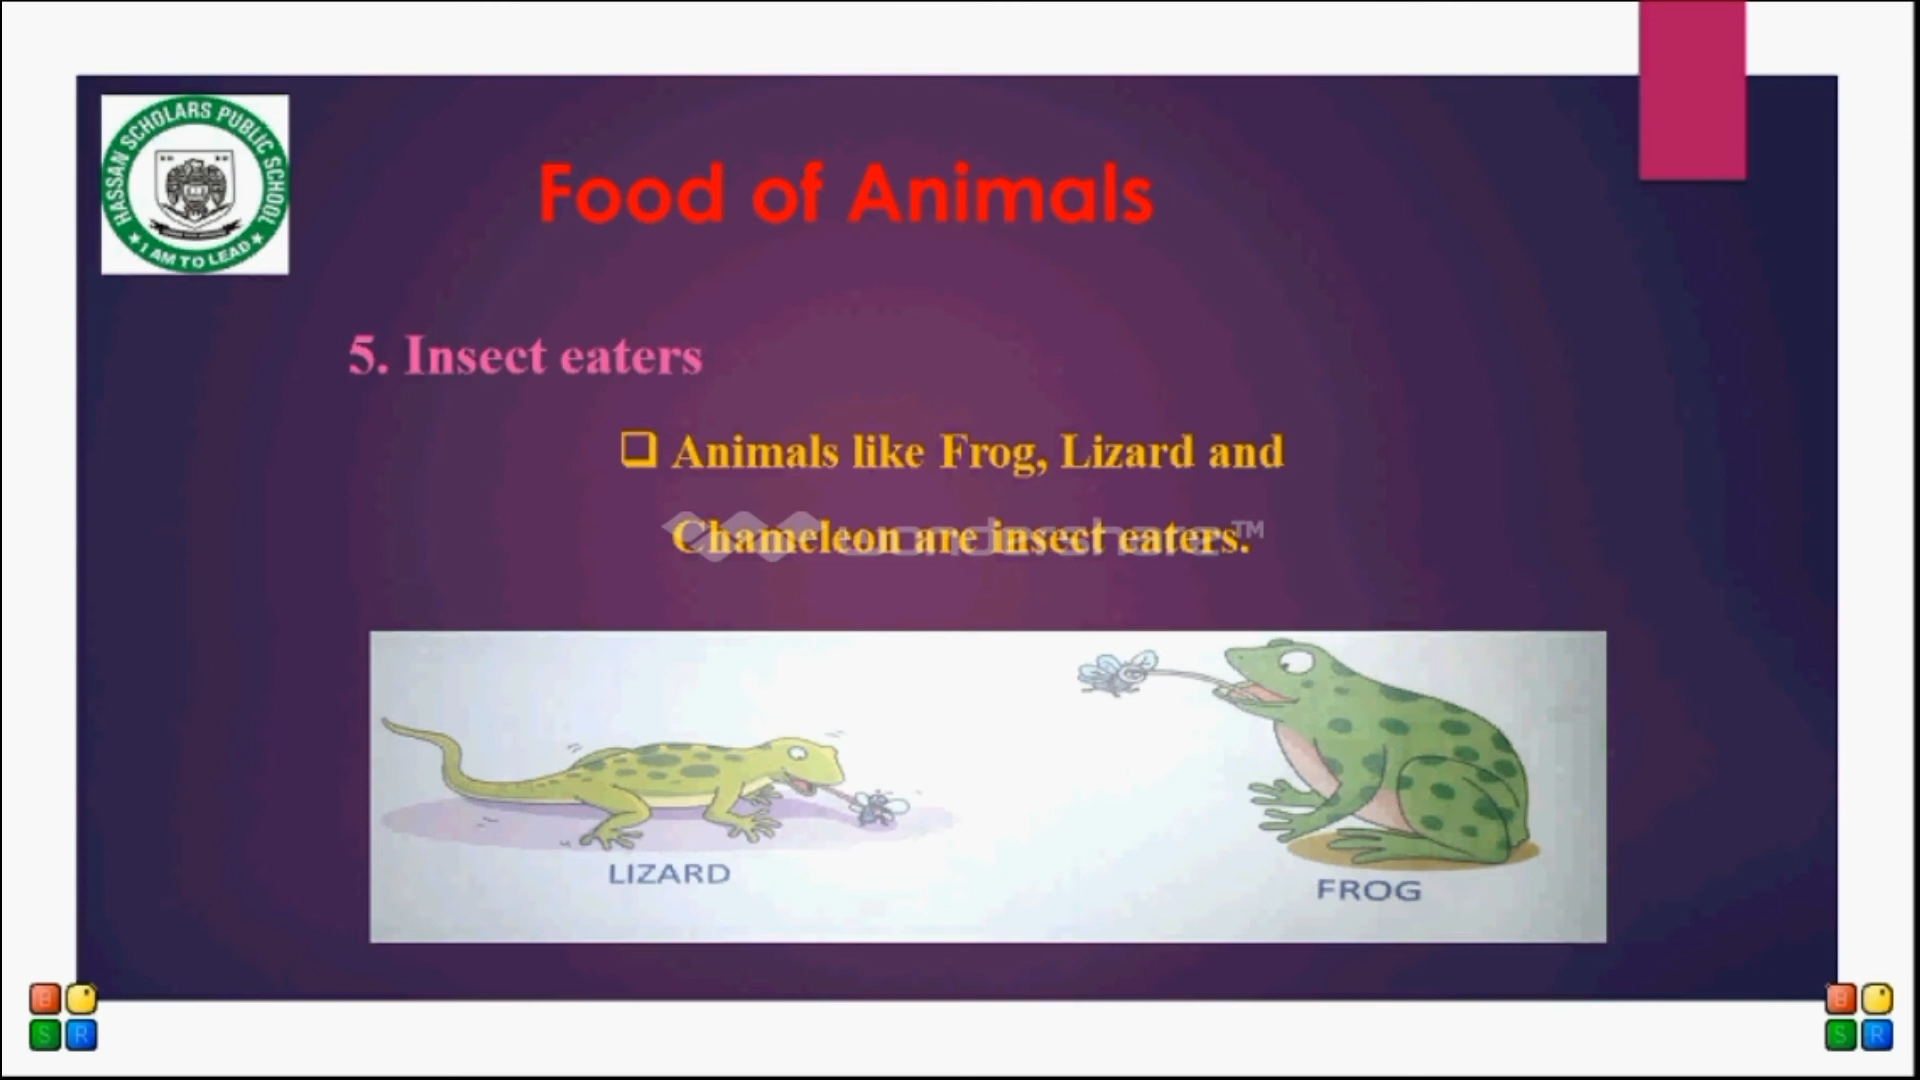 HASSAN SCHOLARS PUBLIC SCHOOL
★ I AM TO LEAD ★
Food of Animals
5. Insect eaters
❑ Animals like Frog, Lizard and
Chameleon are insect eaters.
wondershare™
LIZARD
FROG
B
S R
B
S R